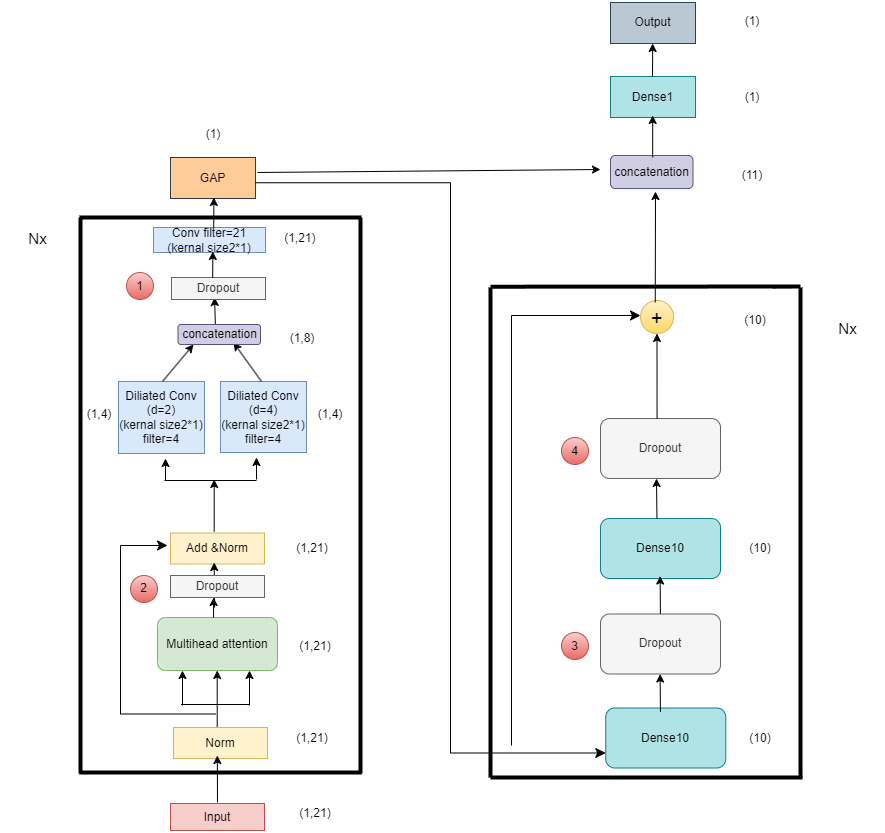 Output
(1)
Dense1
(1)
(1)
GAP
concatenation
(11)
Nx
Conv filter=21
(kernal size2*1)
(1,21)
1
Dropout
concatenation
(1,8)
(1,4)
Diliated Conv
(d=2)
(kernal size2*1)
filter=4
Diliated Conv
(d=4)
(kernal size2*1)
filter=4
(1,4)
Add &Norm
(1,21)
2
Dropout
Multihead attention
(1,21)
Norm
(1,21)
Input
(1,21)
+
(10)
Nx
4
Dropout
Dense10
(10)
3
Dropout
Dense10
(10)